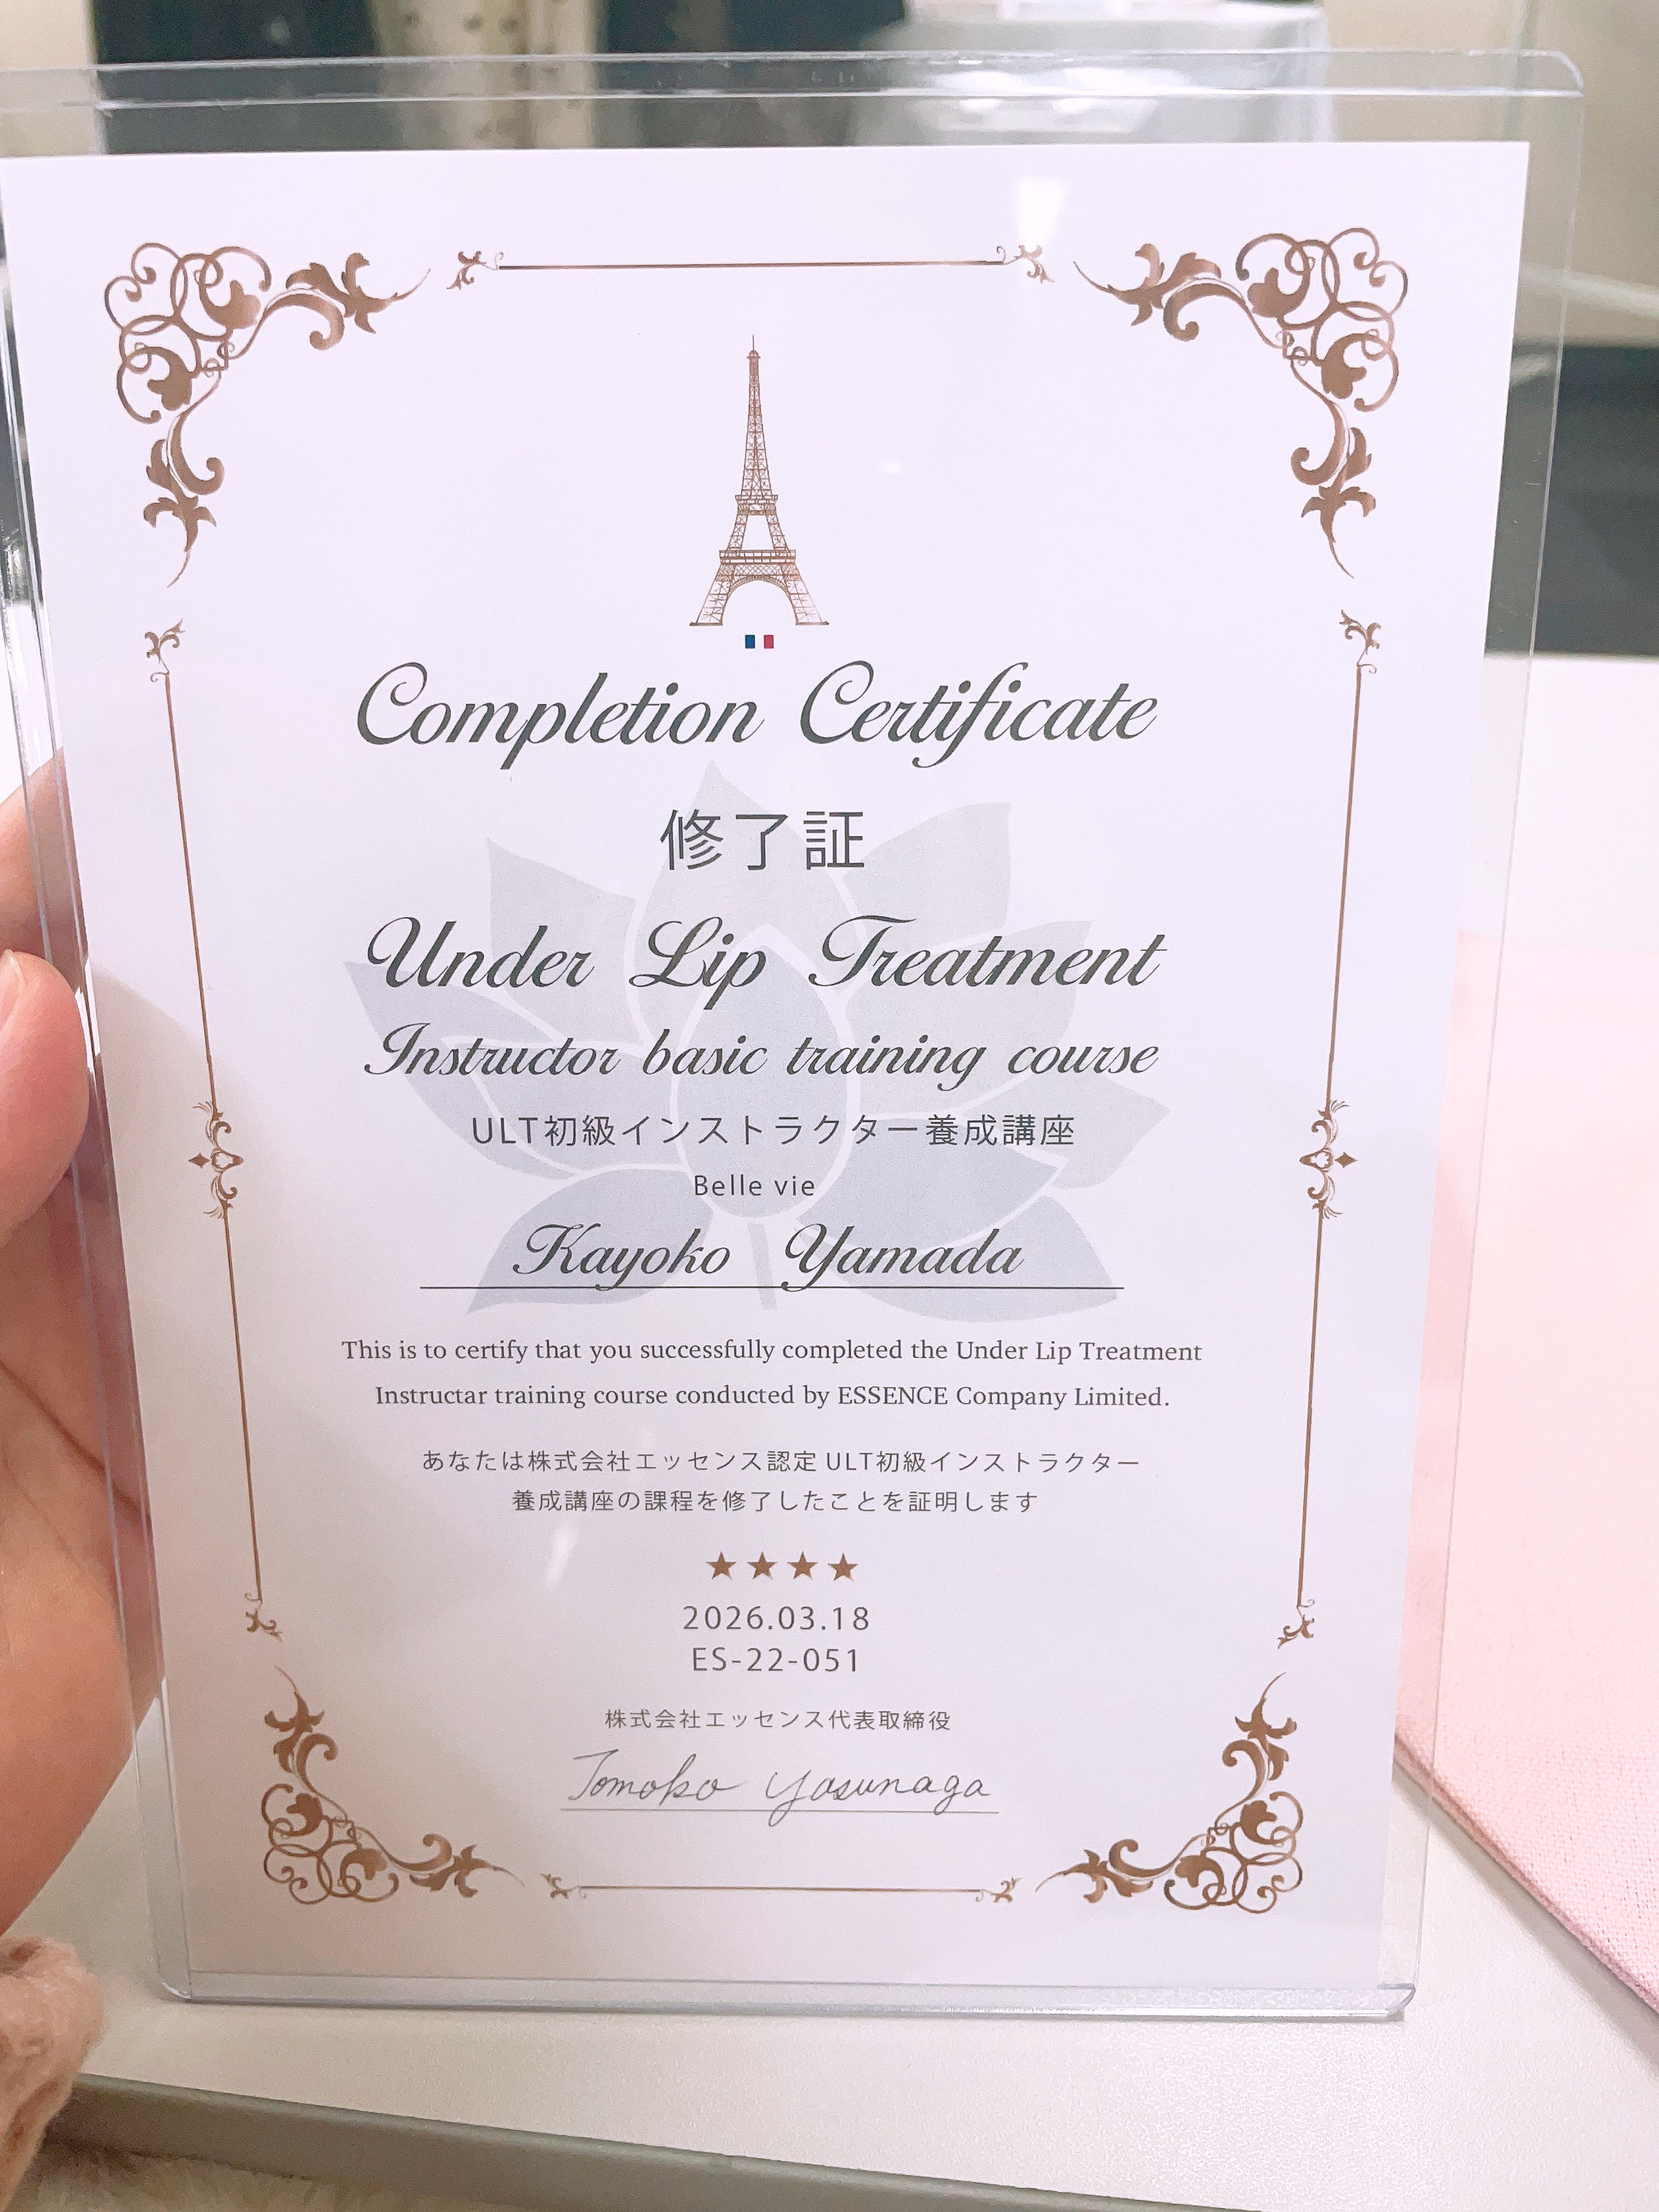 Completion Certificate
修了証
Under Lip Treatment
Instructor basic training course
ULT初級インストラクター養成講座
Belle vie
Kayoko Yamada
This is to certify that you successfully completed the Under Lip Treatment
Instructar training course conducted by ESSENCE Company Limited.
あなたは株式会社エッセンス認定 ULT初級インストラクター
養成講座の課程を修了したことを証明します
★★★★
2026.03.18
ES-22-051
株式会社エッセンス代表取締役
Tomoko Yasunaga